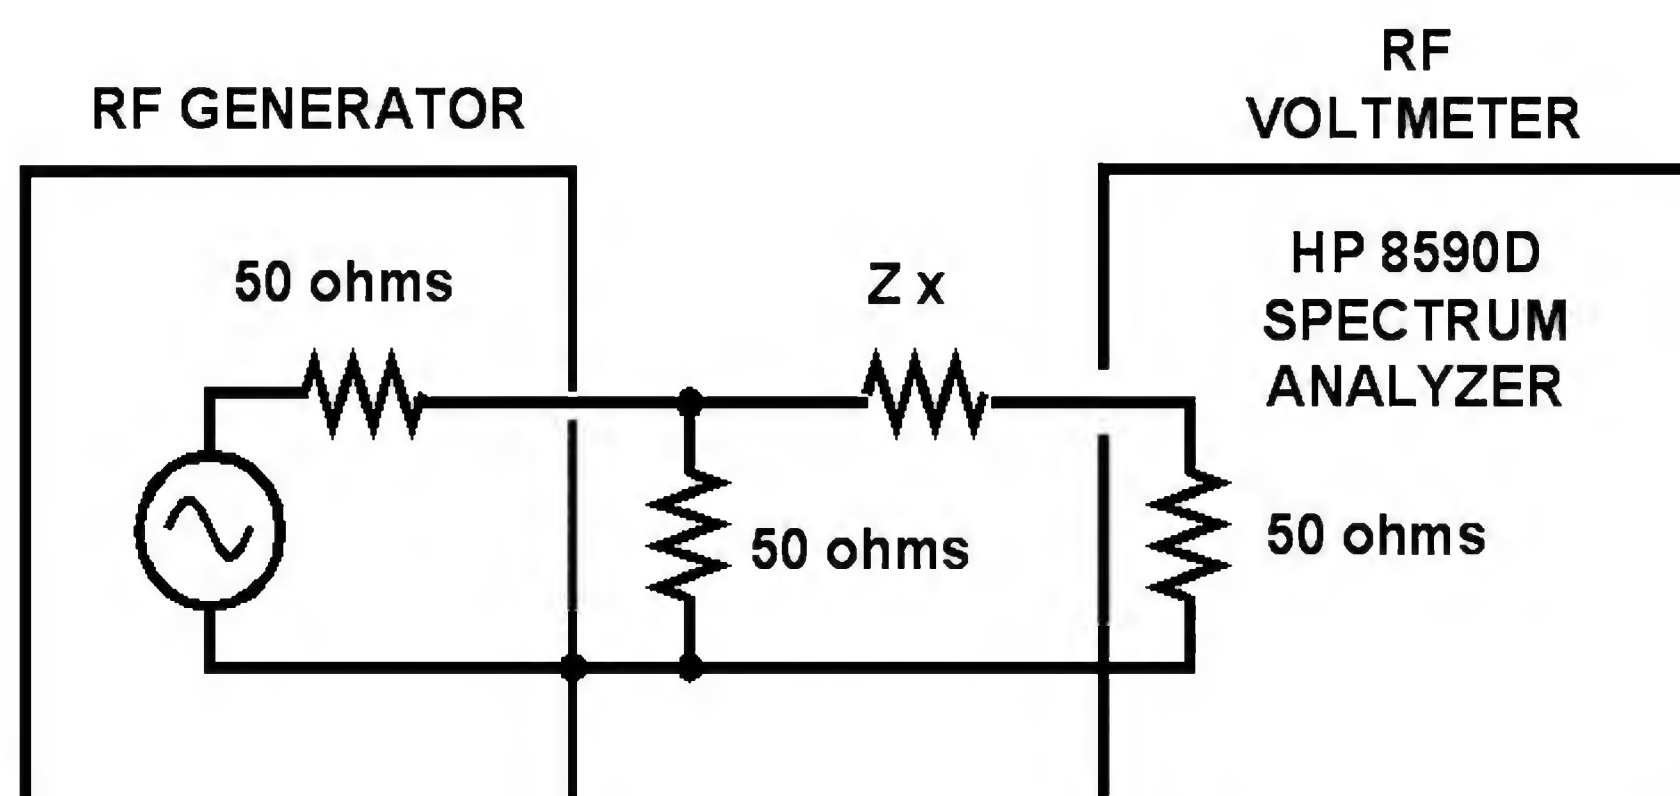 RF GENERATOR
RF
VOLTMETER
50 ohms
Z x
HP 8590D
SPECTRUM
ANALYZER
50 ohms
50 ohms